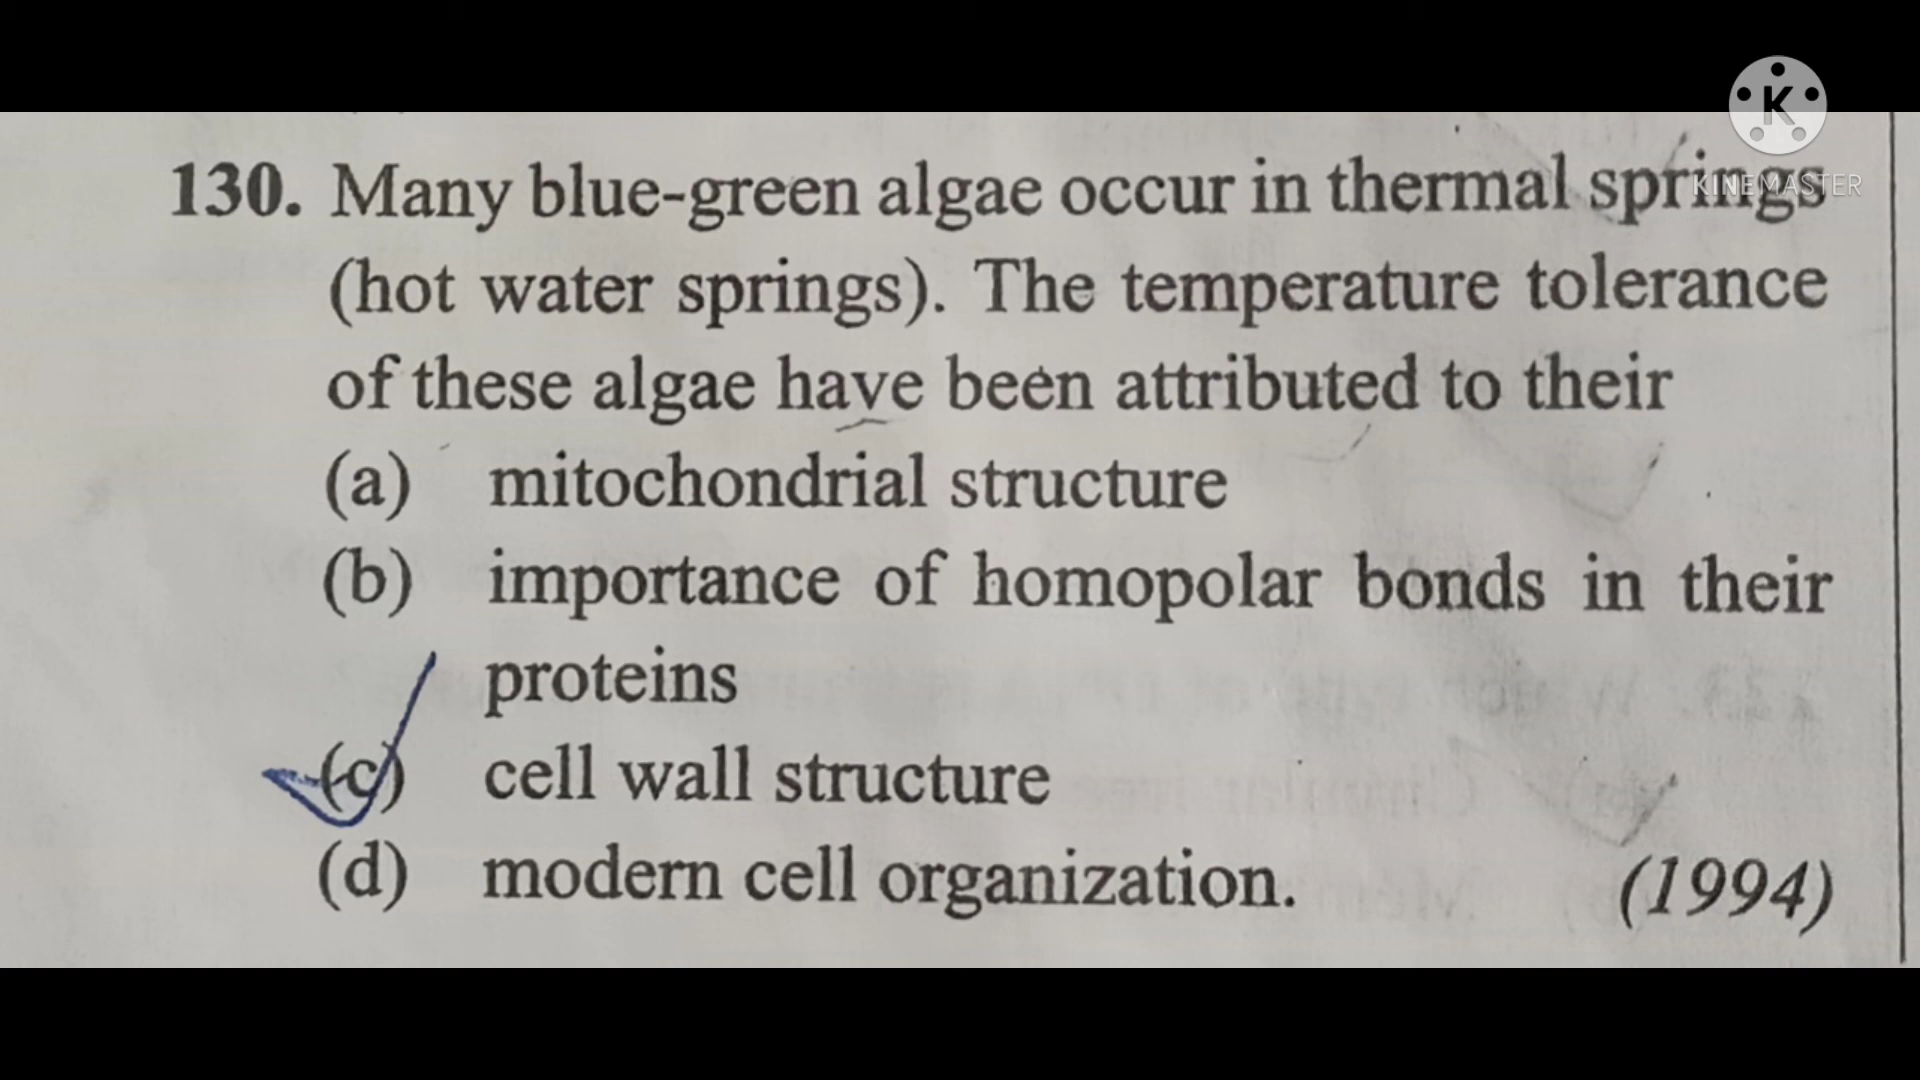 K
KINEMASTER
130. Many blue-green algae occur in thermal springs
(hot water springs). The temperature tolerance
of these algae have been attributed to their
(a) mitochondrial structure
(b) importance of homopolar bonds in their
proteins
(c) cell wall structure
(d) modern cell organization. (1994)